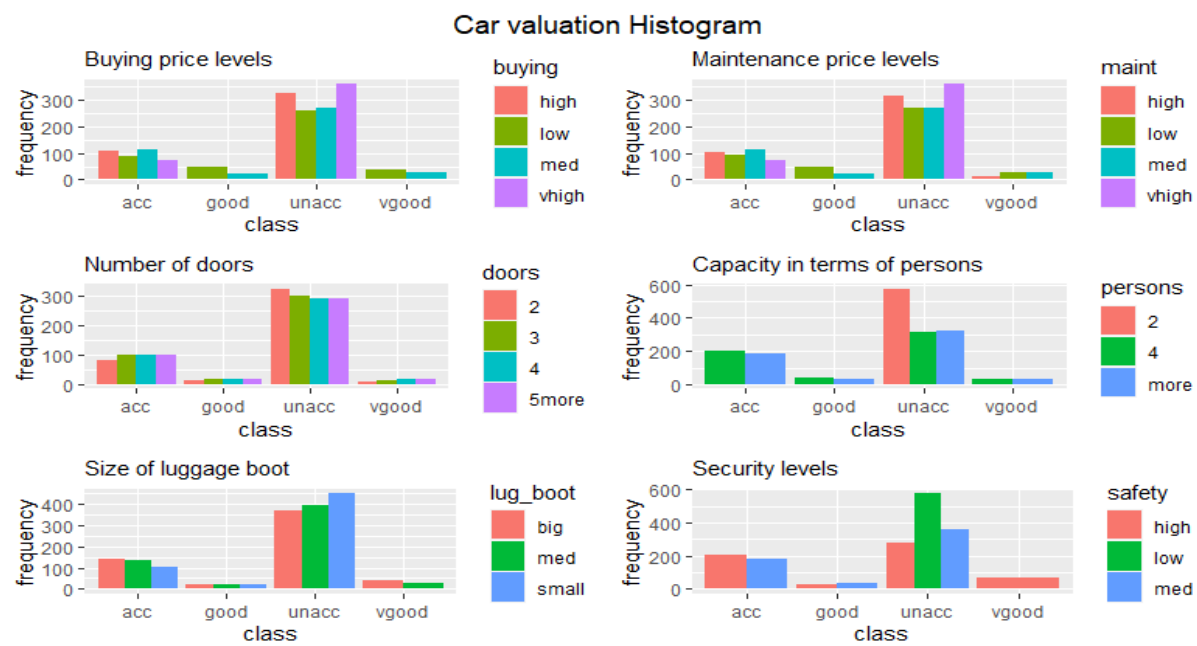 Car valuation Histogram
Buying price levels
frequency
300
200
100
0
acc good unacc vgood
class
buying
high
low
med
vhigh
Maintenance price levels
frequency
300
200
100
0
acc good unacc vgood
class
maint
high
low
med
vhigh
Number of doors
frequency
300
200
100
0
acc good unacc vgood
class
doors
2
3
4
5more
Capacity in terms of persons
frequency
600
400
200
0
acc good unacc vgood
class
persons
2
4
more
Size of luggage boot
frequency
400
300
200
100
0
acc good unacc vgood
class
lug_boot
big
med
small
Security levels
frequency
600
400
200
0
acc good unacc vgood
class
safety
high
low
med